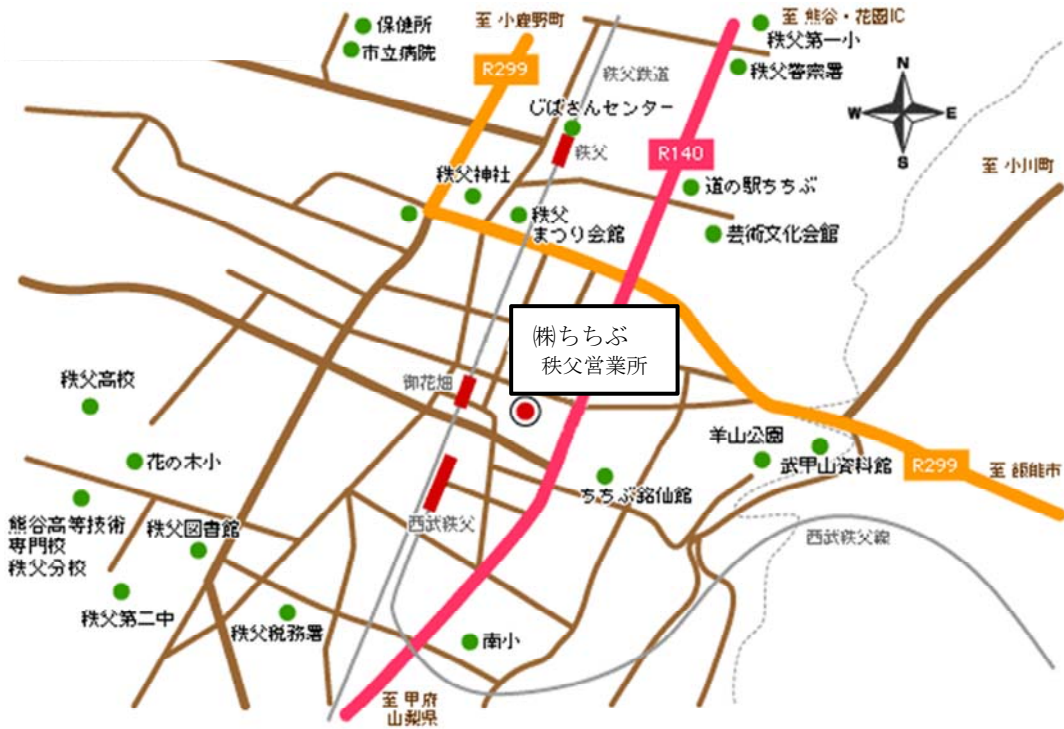 至 小鹿野町
至 熊谷・花園IC
保健所
市立病院
R299
秩父鉄道
秩父第一小
秩父警察署
N
W
E
S
じばさんセンター
秩父
R140
至 小川町
秩父神社
道の駅ちちぶ
秩父
まつり会館
芸術文化会館
㈱ちちぶ
秩父営業所
御花畑
秩父高校
羊山公園
武甲山資料館
R299
至 飯能市
花の木小
ちちぶ銘仙館
熊谷高等技術
専門校
秩父分校
秩父図書館
西武秩父
西武秩父線
秩父第二中
秩父税務署
南小
至 甲府
山梨県